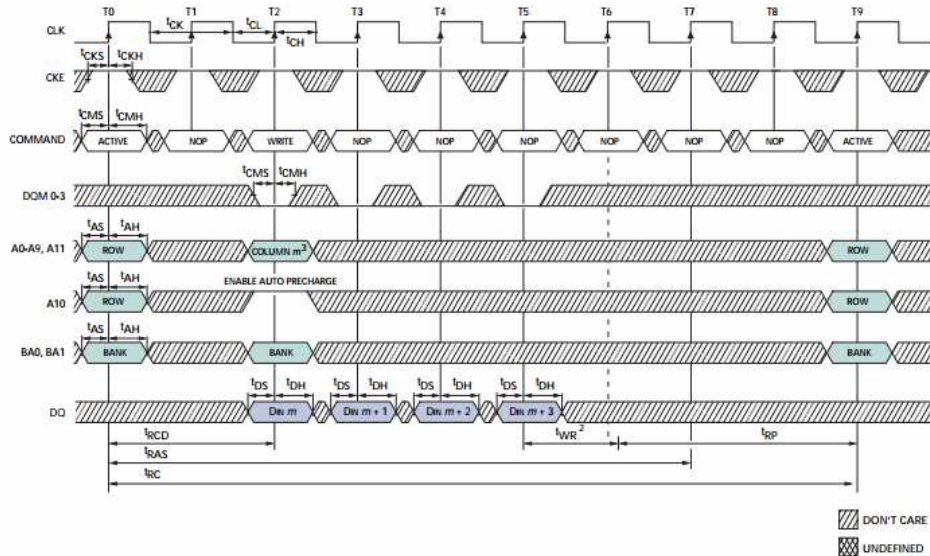 T0 T1 T2 T3 T4 T5 T6 T7 T8 T9
CLK
tCK tCL
tCH
tCKS tCKH
CKE
tCMS tCMH
COMMAND ACTIVE NOP WRITE NOP NOP NOP NOP NOP NOP ACTIVE
tCMS tCMH
DQM 0-3
tAS tAH
A0-A9, A11 ROW COLUMN m3 ROW
tAS tAH ENABLE AUTO PRECHARGE
A10 ROW ROW
tAS tAH
BA0, BA1 BANK BANK BANK
tDS tDH tDS tDH tDS tDH tDS tDH
DQ DIN m DIN m + 1 DIN m + 2 DIN m + 3
tRCD tWR 2 tRP
tRAS
tRC
DON'T CARE
UNDEFINED